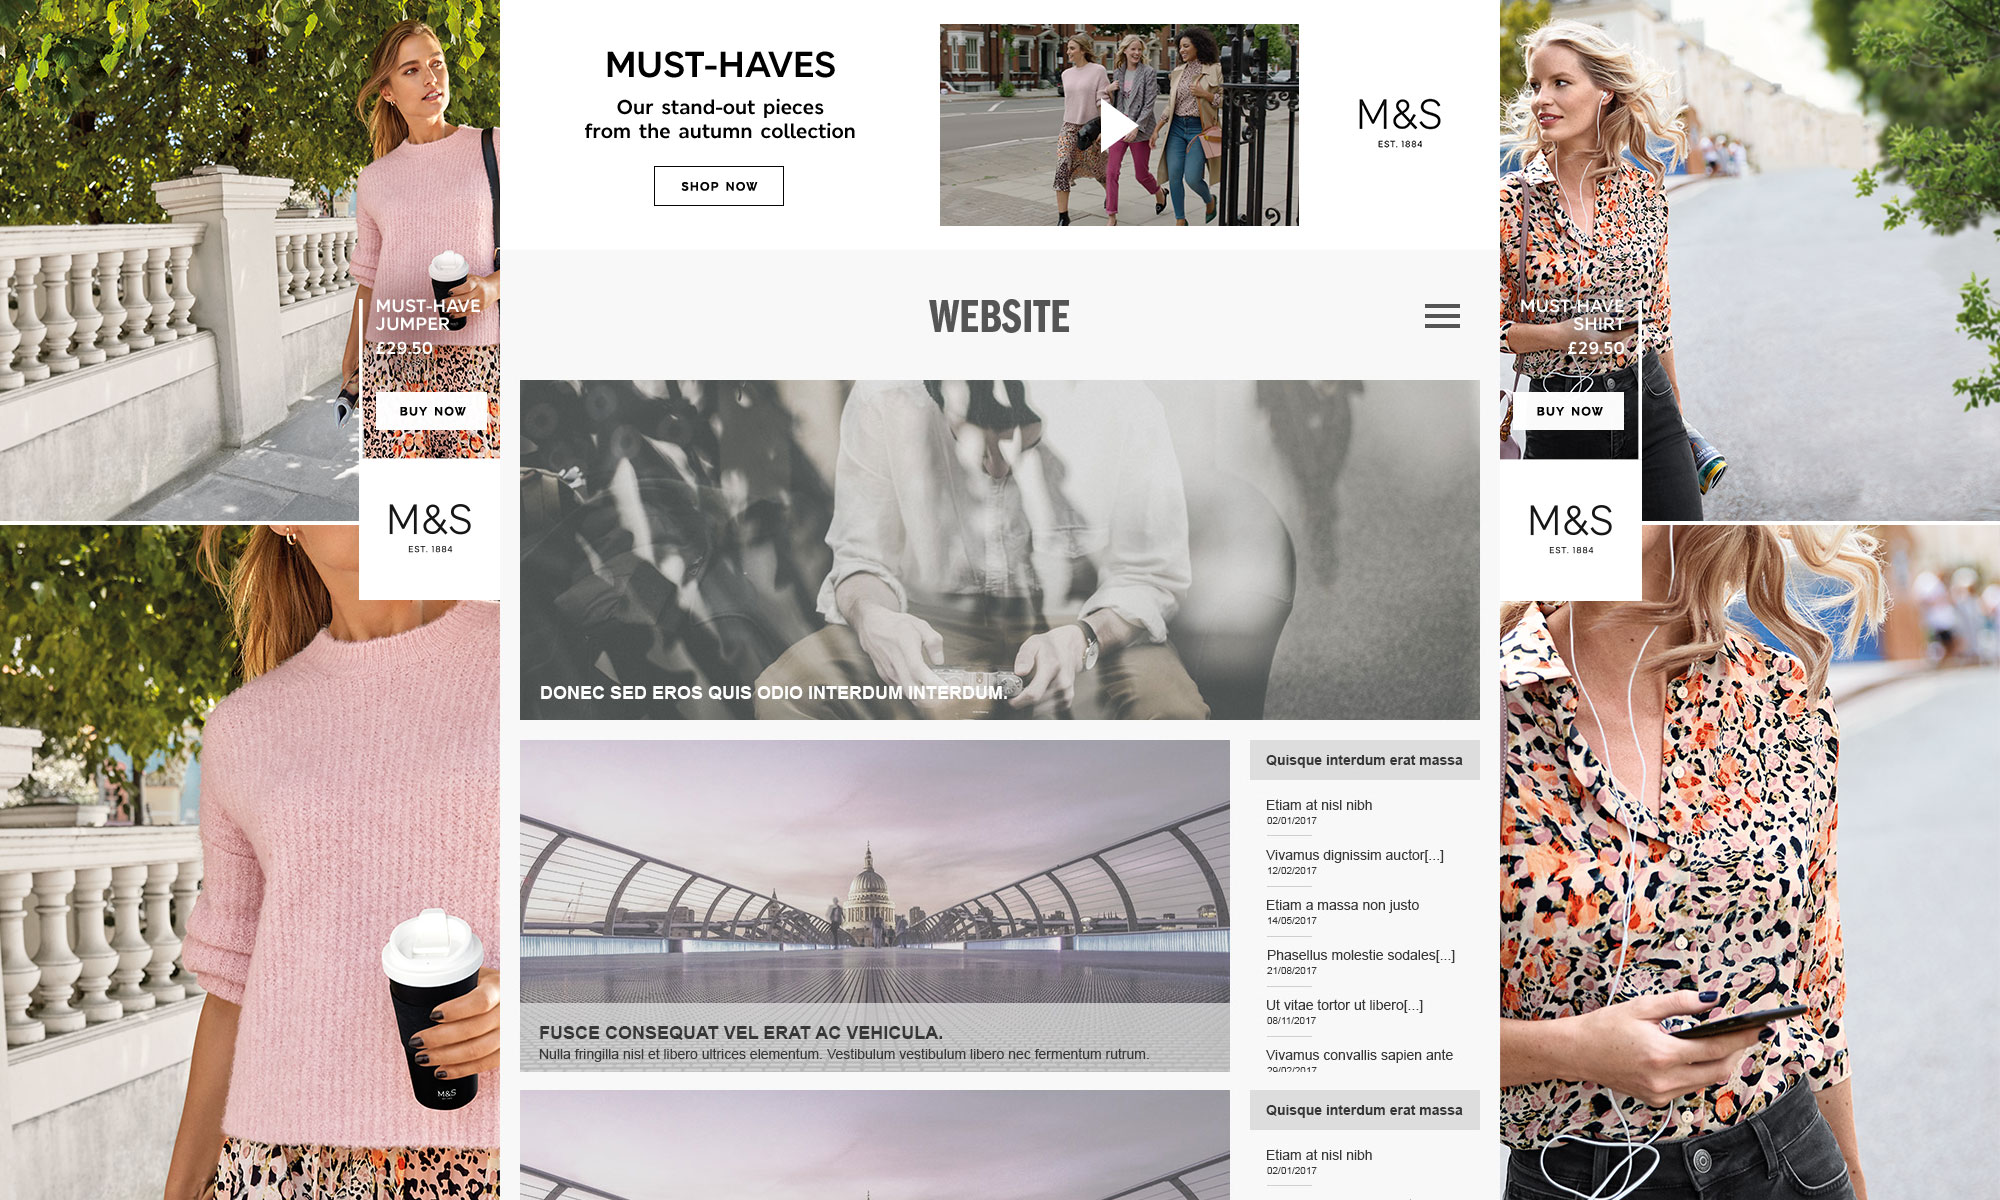 MUST-HAVES
Our stand-out pieces
from the autumn collection
SHOP NOW
M&S
EST. 1884
MUST-HAVE
JUMPER
£29.50
BUY NOW
M&S
EST. 1884
MUST-HAVE
SHIRT
£29.50
BUY NOW
M&S
EST. 1884
WEBSITE
DONEC SED EROS QUIS ODIO INTERDUM INTERDUM.
FUSCE CONSEQUAT VEL ERAT AC VEHICULA.
Nulla fringilla nisl et libero ultrices elementum. Vestibulum vestibulum libero nec fermentum rutrum.
Quisque interdum erat massa
Etiam at nisl nibh
02/01/2017
Vivamus dignissim auctor[...]
12/02/2017
Etiam a massa non justo
14/05/2017
Phasellus molestie sodales[...]
21/08/2017
Ut vitae tortor ut libero[...]
08/11/2017
Vivamus convallis sapien ante
29/02/2017
Quisque interdum erat massa
Etiam at nisl nibh
02/01/2017
M&S